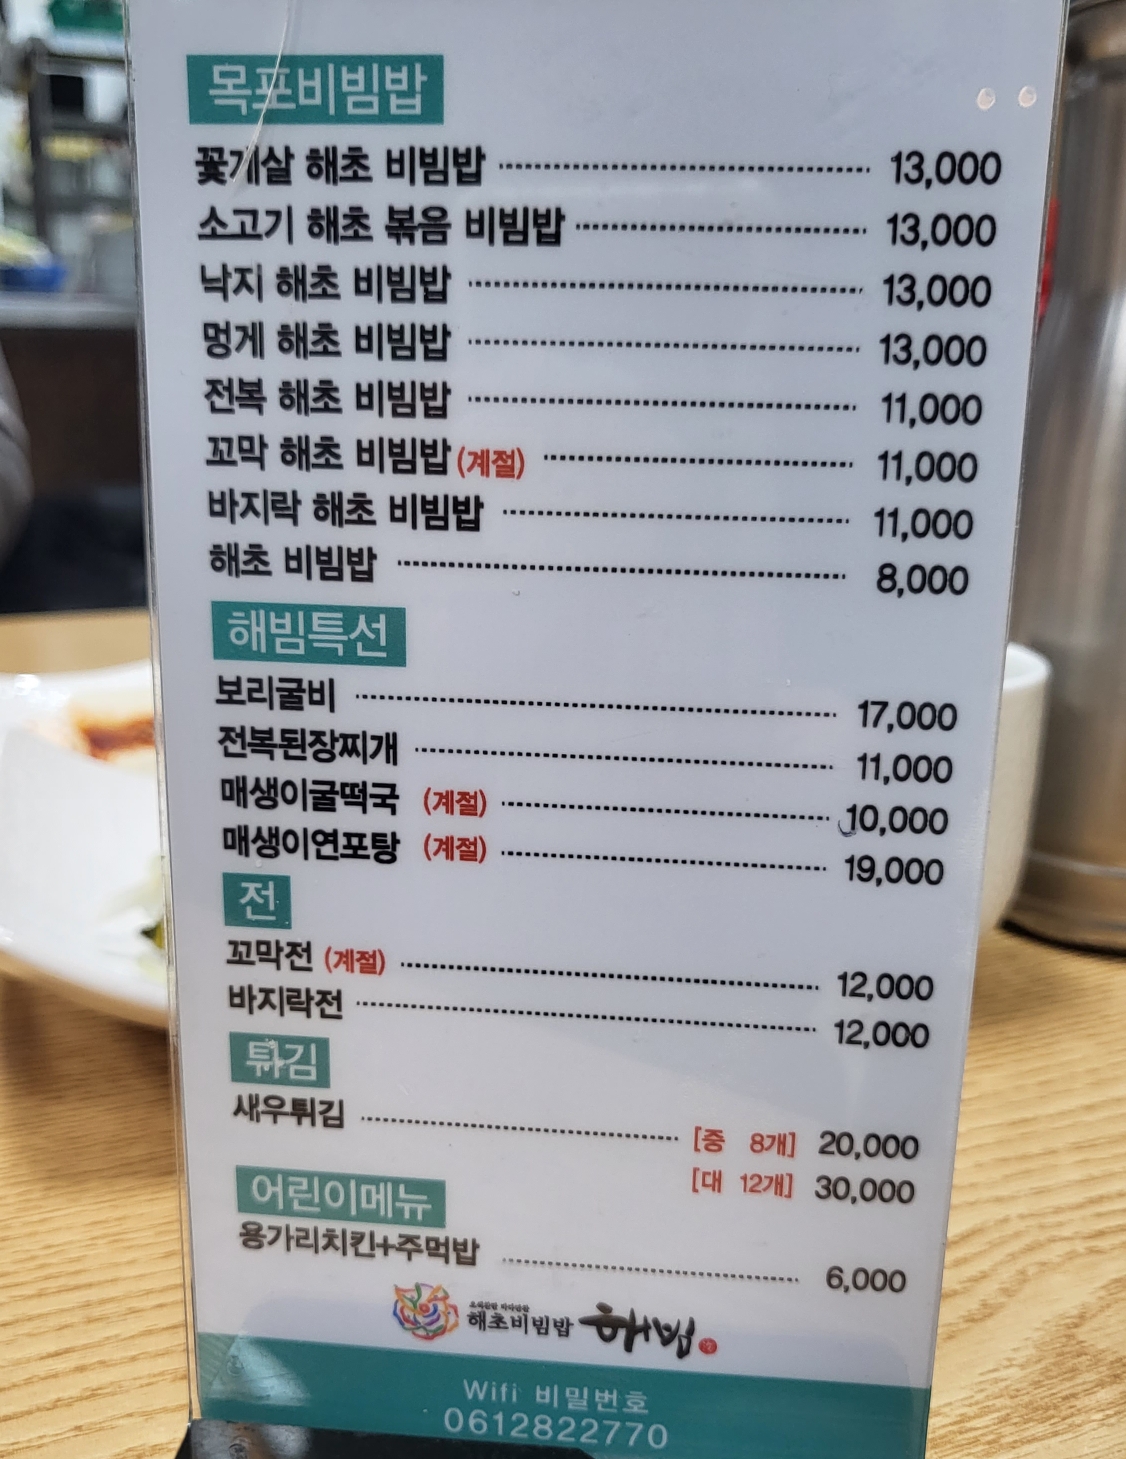 목포비빔밥
꽃게살 해초 비빔밥 13,000
소고기 해초 볶음 비빔밥 13,000
낙지 해초 비빔밥 13,000
멍게 해초 비빔밥 13,000
전복 해초 비빔밥 11,000
꼬막 해초 비빔밥 (계절) 11,000
바지락 해초 비빔밥 11,000
해초 비빔밥 8,000
해빔특선
보리굴비 17,000
전복된장찌개 11,000
매생이굴떡국 (계절) 10,000
매생이연포탕 (계절) 19,000
전
꼬막전 (계절) 12,000
바지락전 12,000
튀김
새우튀김 [중 8개] 20,000
[대 12개] 30,000
어린이메뉴
용가리치킨+주먹밥 6,000
해초비빔밥 해빔
Wifi 비밀번호
0612822770